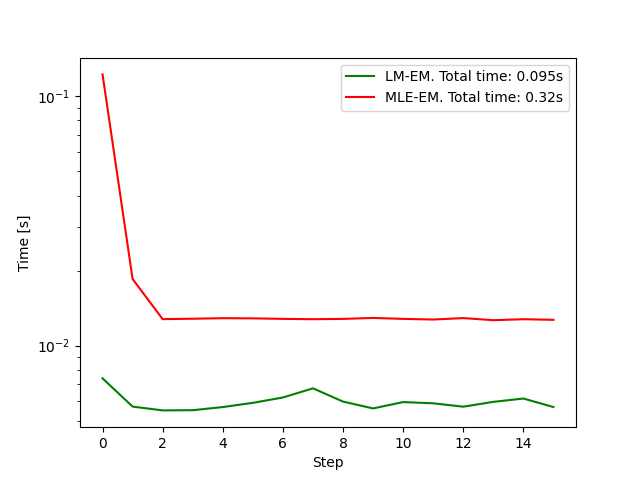 LM-EM. Total time: 0.095s
MLE-EM. Total time: 0.32s
10⁻¹
10⁻²
Time [s]
0 2 4 6 8 10 12 14
Step